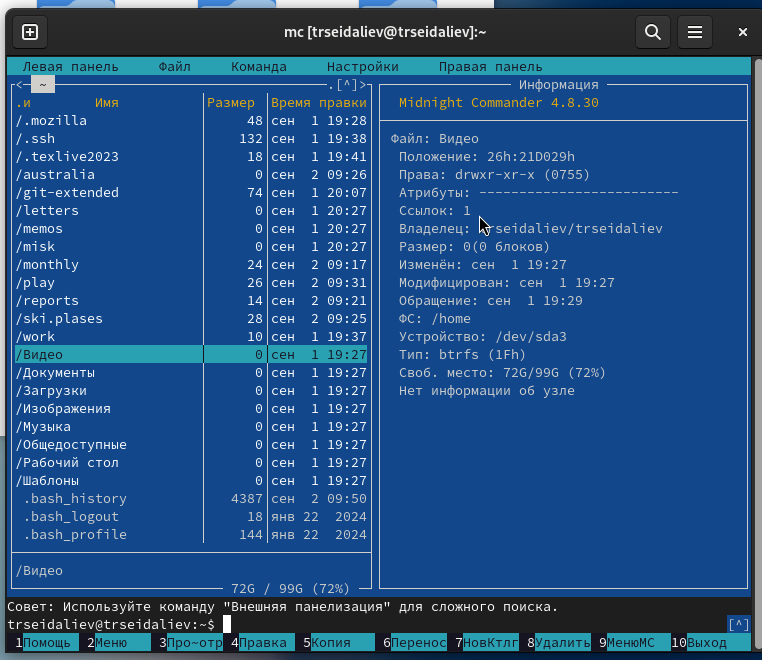 mc [trseidaliev@trseidaliev]:~
Левая панель Файл Команда Настройки Правая панель
<─ ~ .[^]>
.и Имя Размер Время правки
/.mozilla 48 сен 1 19:28
/.ssh 132 сен 1 19:38
/.texlive2023 18 сен 1 19:41
/australia 0 сен 2 09:26
/git-extended 74 сен 1 20:07
/letters 0 сен 1 20:27
/memos 0 сен 1 20:27
/misk 0 сен 1 20:27
/monthly 24 сен 2 09:17
/play 26 сен 2 09:31
/reports 14 сен 2 09:21
/ski.plases 28 сен 2 09:25
/work 10 сен 1 19:37
/Видео 0 сен 1 19:27
/Документы 0 сен 1 19:27
/Загрузки 0 сен 1 19:27
/Изображения 0 сен 1 19:27
/Музыка 0 сен 1 19:27
/Общедоступные 0 сен 1 19:27
/Рабочий стол 0 сен 1 19:27
/Шаблоны 0 сен 1 19:27
.bash_history 4387 сен 2 09:50
.bash_logout 18 янв 22 2024
.bash_profile 144 янв 22 2024
/Видео
72G / 99G (72%)
Информация
Midnight Commander 4.8.30
Файл: Видео
Положение: 26h:21D029h
Права: drwxr-xr-x (0755)
Атрибуты: -------------------------
Ссылок: 1
Владелец: trseidaliev/trseidaliev
Размер: 0(0 блоков)
Изменён: сен 1 19:27
Модифицирован: сен 1 19:27
Обращение: сен 1 19:29
ФС: /home
Устройство: /dev/sda3
Тип: btrfs (1Fh)
Своб. место: 72G/99G (72%)
Нет информации об узле
Совет: Используйте команду "Внешняя панелизация" для сложного поиска.
trseidaliev@trseidaliev:~$ [^]
1Помощь 2Меню 3Про~отр 4Правка 5Копия 6Перенос 7НовКтлг 8Удалить 9МенюМС 10Выход